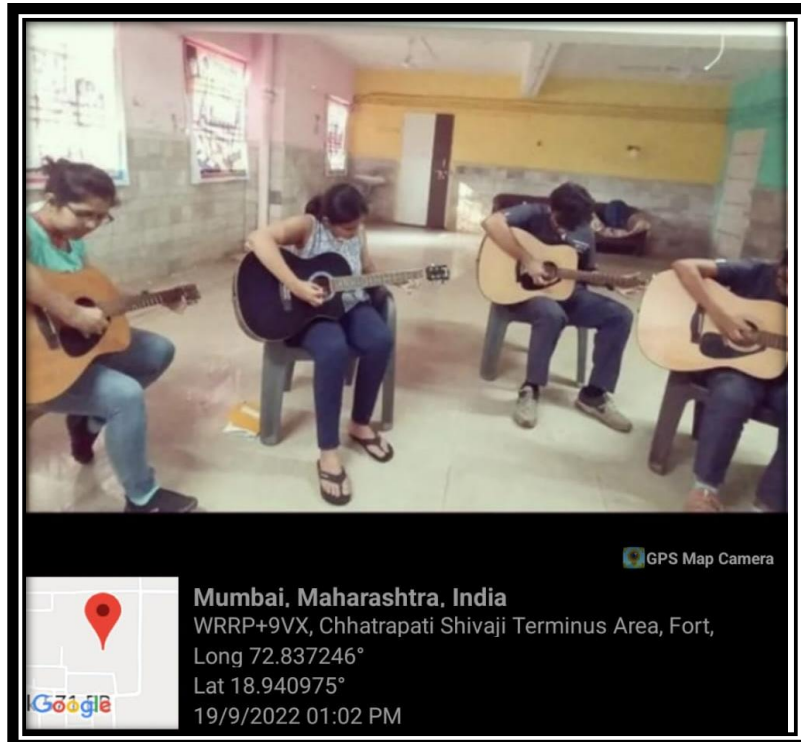 GPS Map Camera
Mumbai, Maharashtra, India
WRRP+9VX, Chhatrapati Shivaji Terminus Area, Fort,
Long 72.837246°
Lat 18.940975°
19/9/2022 01:02 PM
Google